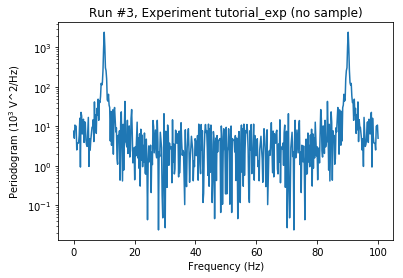 Run #3, Experiment tutorial_exp (no sample)
Periodogram (10³ V^2/Hz)
10³
10²
10¹
10⁰
10⁻¹
0 20 40 60 80 100
Frequency (Hz)